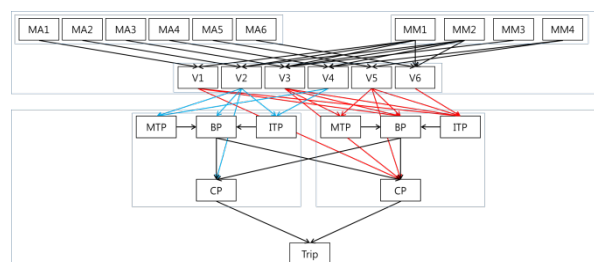 MA1 MA2 MA3 MA4 MA5 MA6 MM1 MM2 MM3 MM4
V1 V2 V3 V4 V5 V6
MTP BP ITP MTP BP ITP
CP CP
Trip